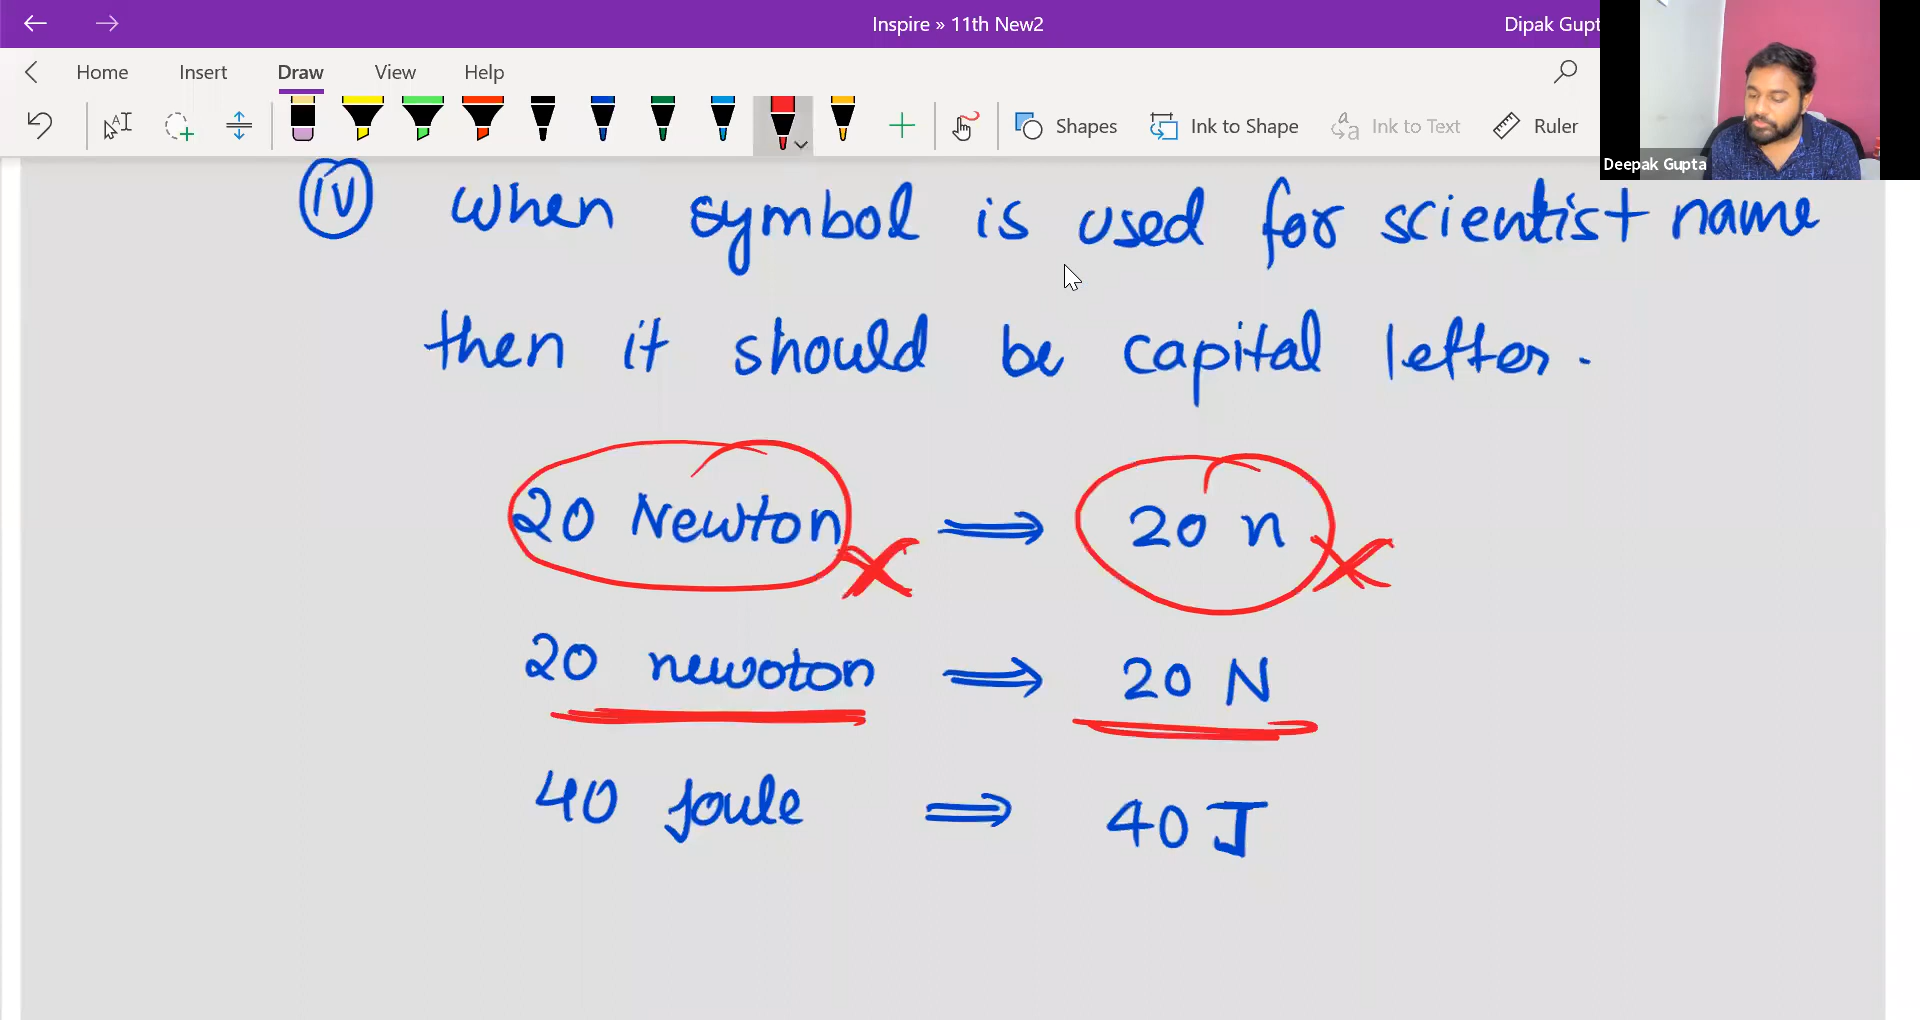 Inspire » 11th New2
Dipak Gupt
Home Insert Draw View Help
Shapes Ink to Shape Ink to Text Ruler
Deepak Gupta
(iv) when symbol is used for scientist name
then it should be capital letter.
20 Newton ⟹ 20 n
20 newoton ⟹ 20 N
40 joule ⟹ 40 J